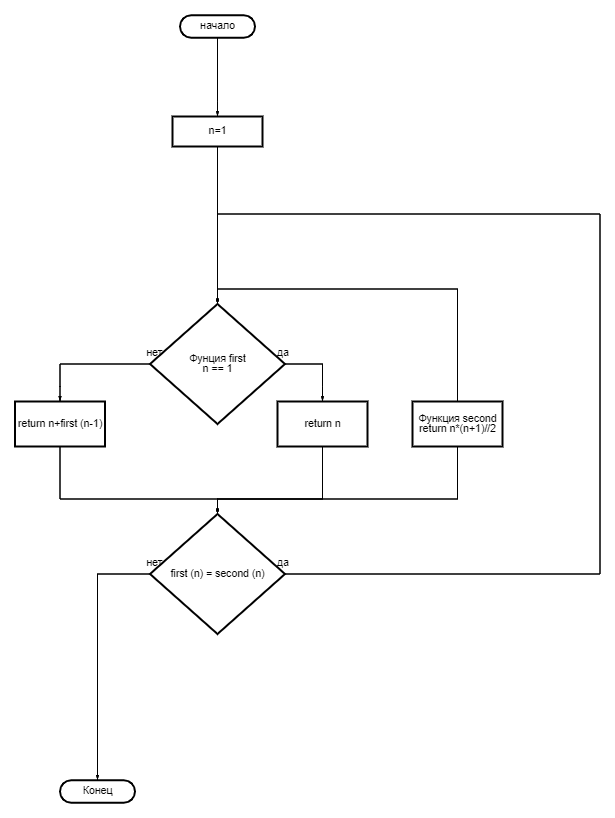 начало
n=1
нет
да
Фунция first
n == 1
return n+first (n-1)
return n
Функция second
return n*(n+1)//2
нет
да
first (n) = second (n)
Конец